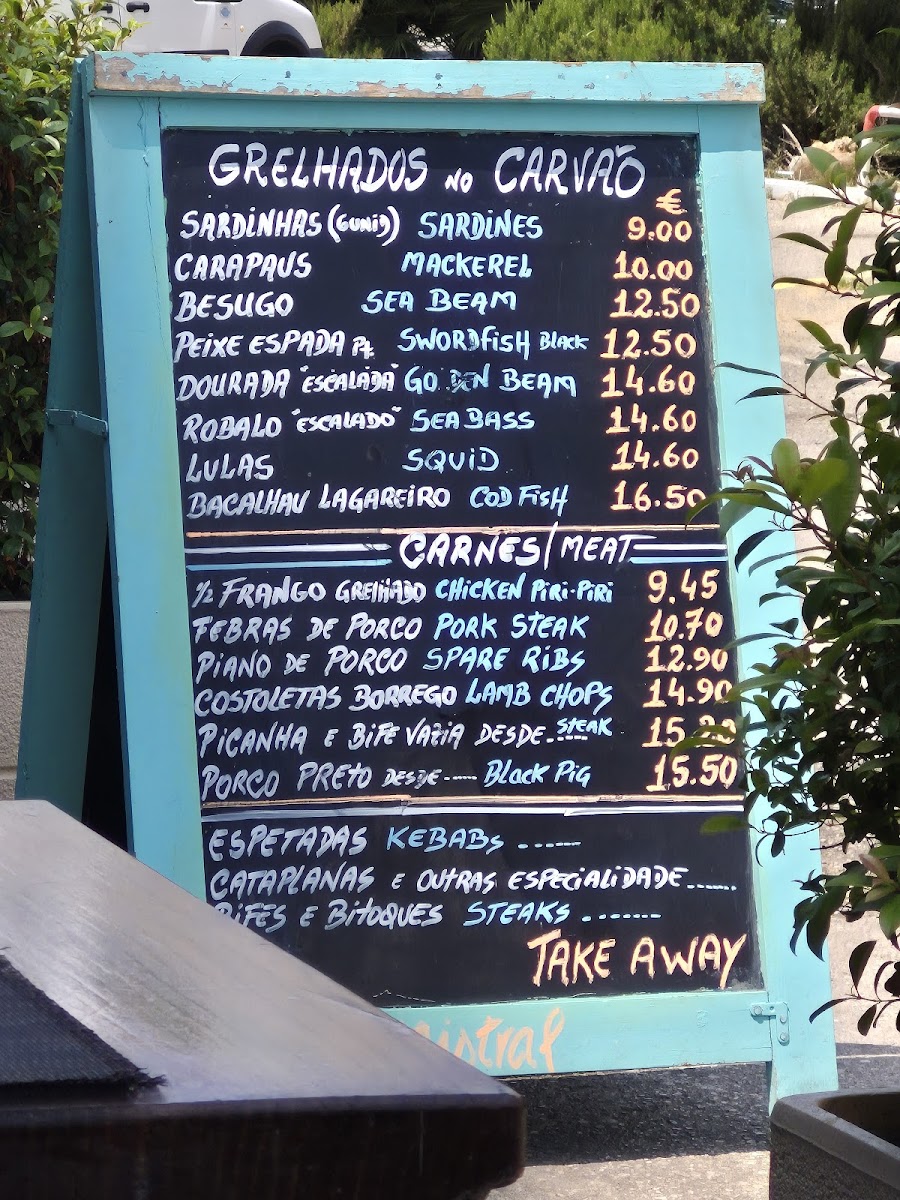 GRELHADOS NO CARVÃO
€
SARDINHAS (6UNID) SARDINES 9.00
CARAPAUS MACKEREL 10.00
BESUGO SEA BEAM 12.50
PEIXE ESPADA Pt. SWORDFISH BLACK 12.50
DOURADA "ESCALADA" GO DEN BEAM 14.60
ROBALO "ESCALADO" SEA BASS 14.60
LULAS SQUID 14.60
BACALHAU LAGAREIRO COD FISH 16.50
CARNES/MEAT
1/2 FRANGO GRELHADO CHICKEN PIRI-PIRI 9.45
FEBRAS DE PORCO PORK STEAK 10.70
PIANO DE PORCO SPARE RIBS 12.90
COSTOLETAS BORREGO LAMB CHOPS 14.90
PICANHA E BIFE VAZIA DESDE...... STEAK
PORCO PRETO DESDE ---- BLACK PIG 15.50
ESPETADAS KEBABS ------
CATAPLANAS E OUTRAS ESPECIALIDADE......
BIFES E BITOQUES STEAKS .-------
TAKE AWAY